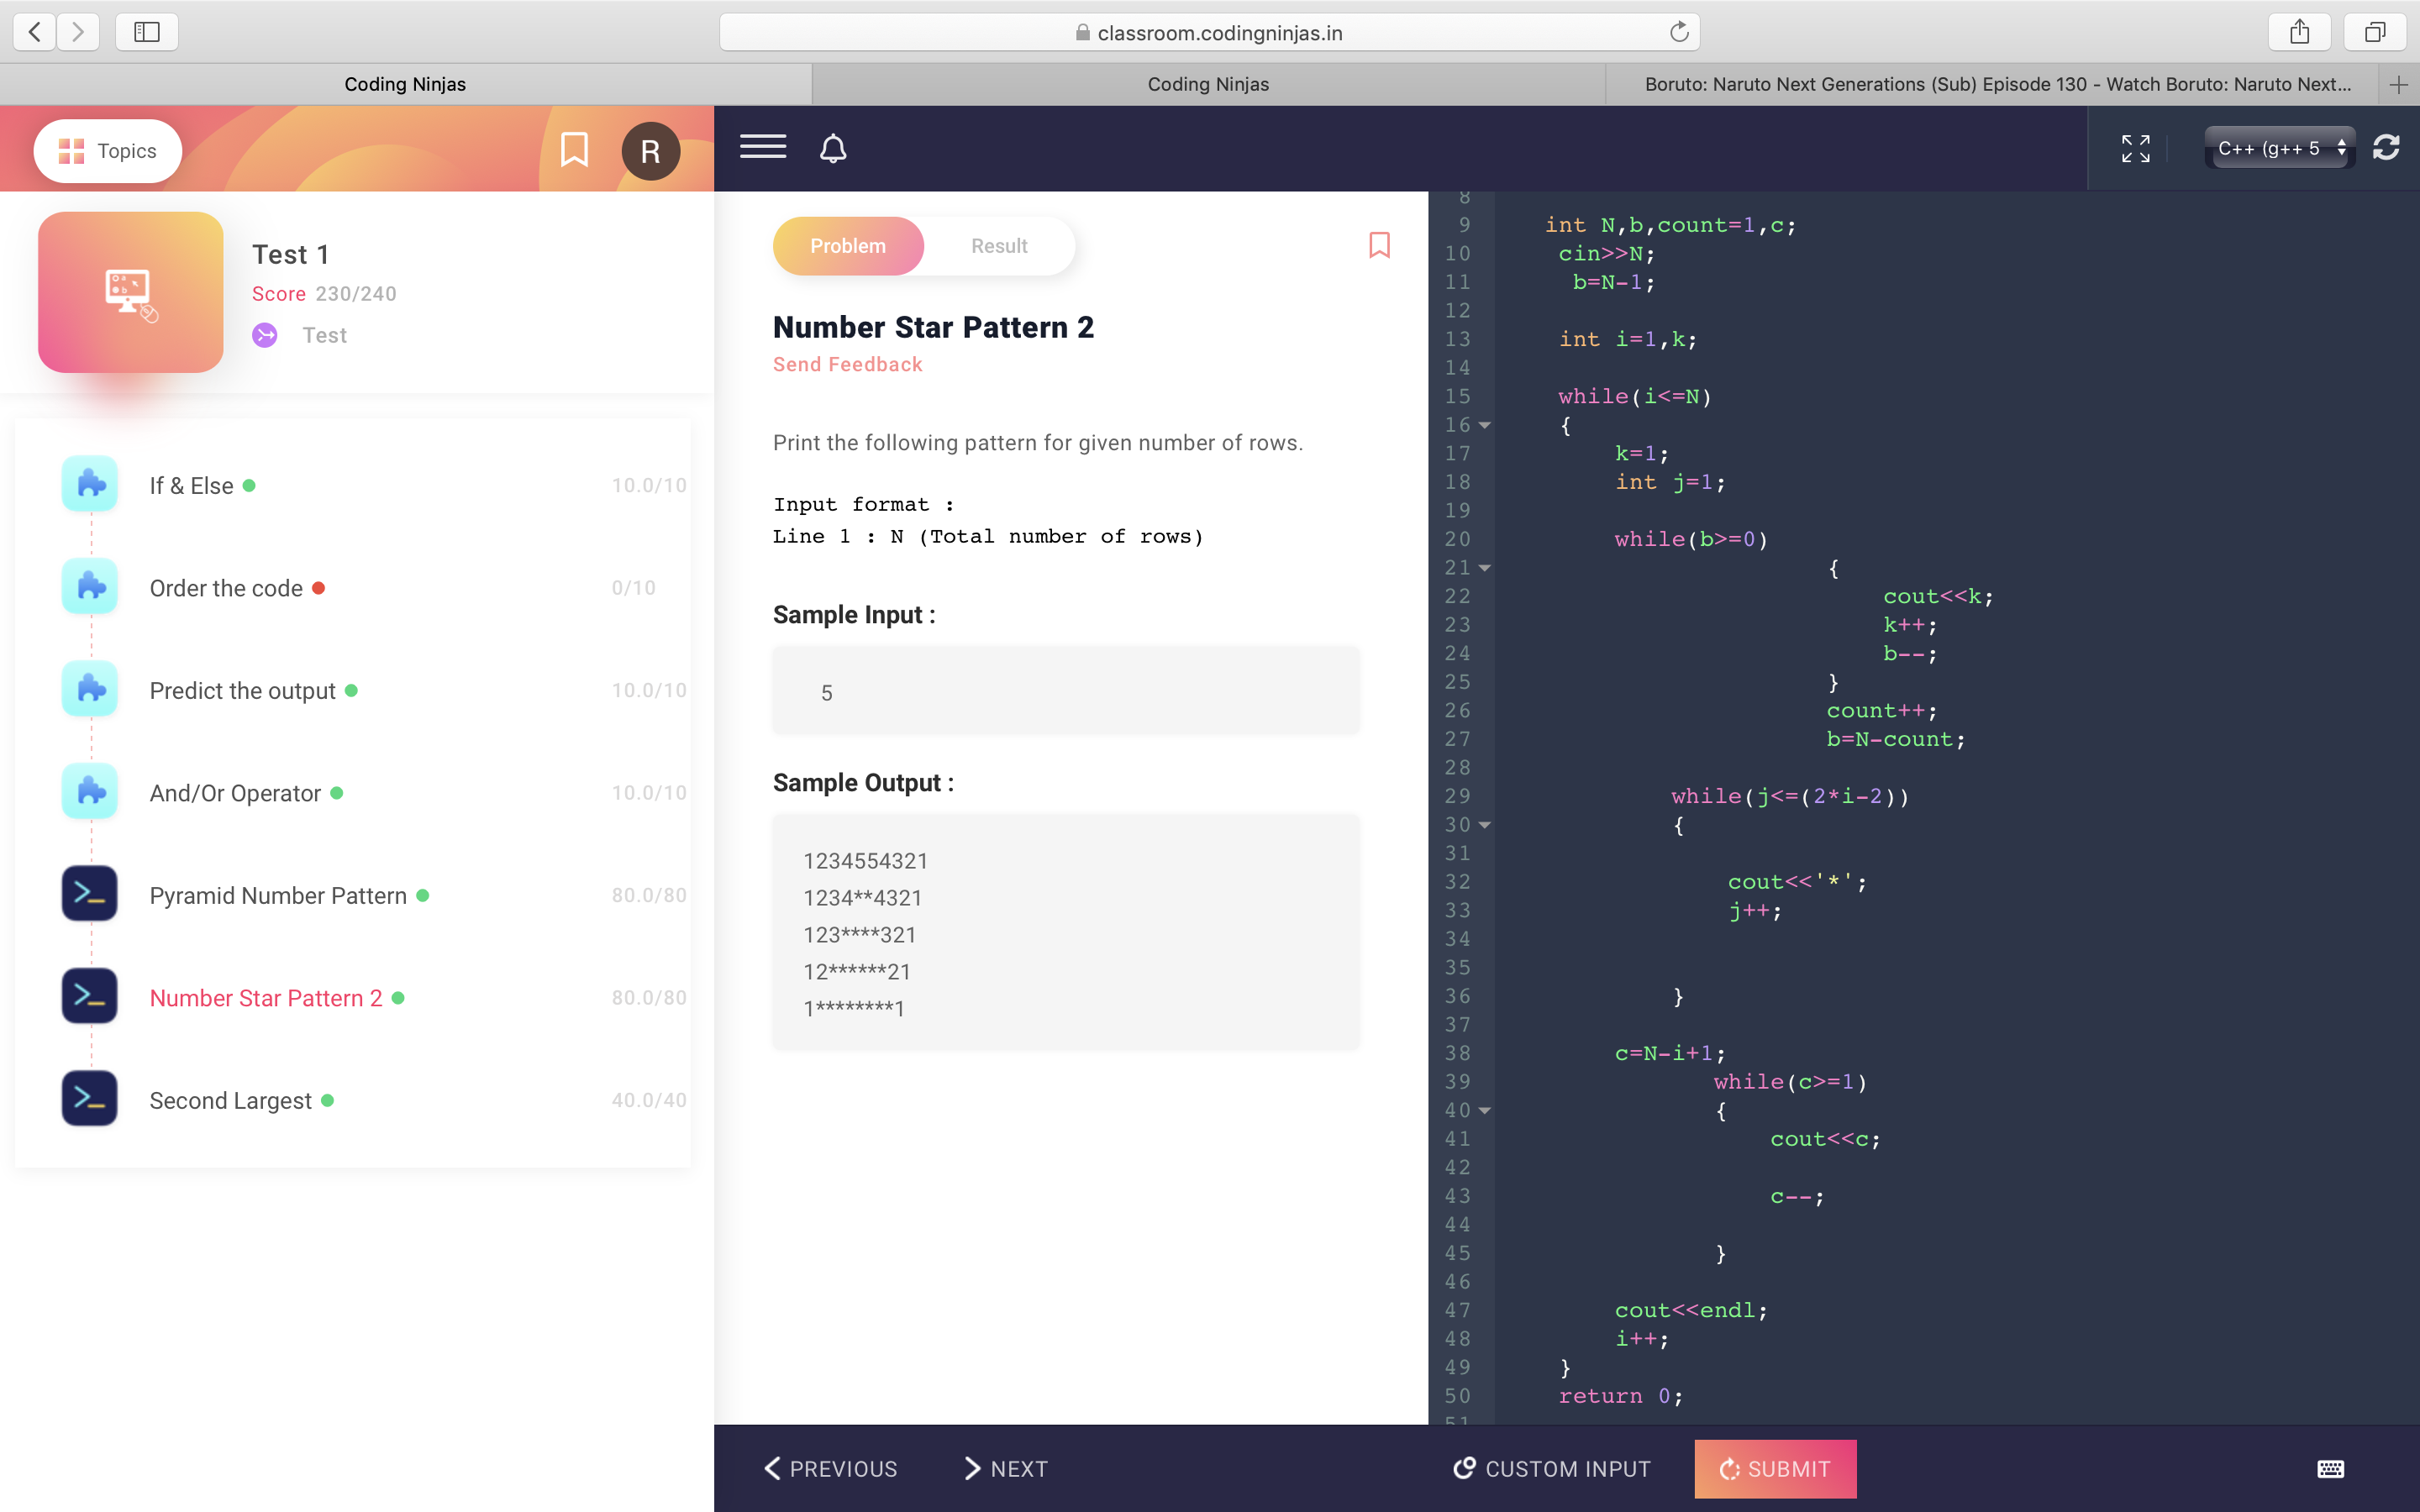 classroom.codingninjas.in
Coding Ninjas
Coding Ninjas
Boruto: Naruto Next Generations (Sub) Episode 130 - Watch Boruto: Naruto Next...
Topics
R
Test 1
Score 230/240
Test
If & Else
10.0/10
Order the code
0/10
Predict the output
10.0/10
And/Or Operator
10.0/10
Pyramid Number Pattern
80.0/80
Number Star Pattern 2
80.0/80
Second Largest
40.0/40
Problem
Result
Number Star Pattern 2
Send Feedback
Print the following pattern for given number of rows.
Input format :
Line 1 : N (Total number of rows)
Sample Input :
5
Sample Output :
1234554321
1234**4321
123****321
12******21
1********1
PREVIOUS
NEXT
C++ (g++ 5
8
9 int N,b,count=1,c;
10 cin>>N;
11 b=N-1;
12
13 int i=1,k;
14
15 while(i<=N)
16 {
17 k=1;
18 int j=1;
19
20 while(b>=0)
21 {
22 cout<<k;
23 k++;
24 b--;
25 }
26 count++;
27 b=N-count;
28
29 while(j<=(2*i-2))
30 {
31
32 cout<<'*';
33 j++;
34
35
36 }
37
38 c=N-i+1;
39 while(c>=1)
40 {
41 cout<<c;
42
43 c--;
44
45 }
46
47 cout<<endl;
48 i++;
49 }
50 return 0;
51
CUSTOM INPUT
SUBMIT